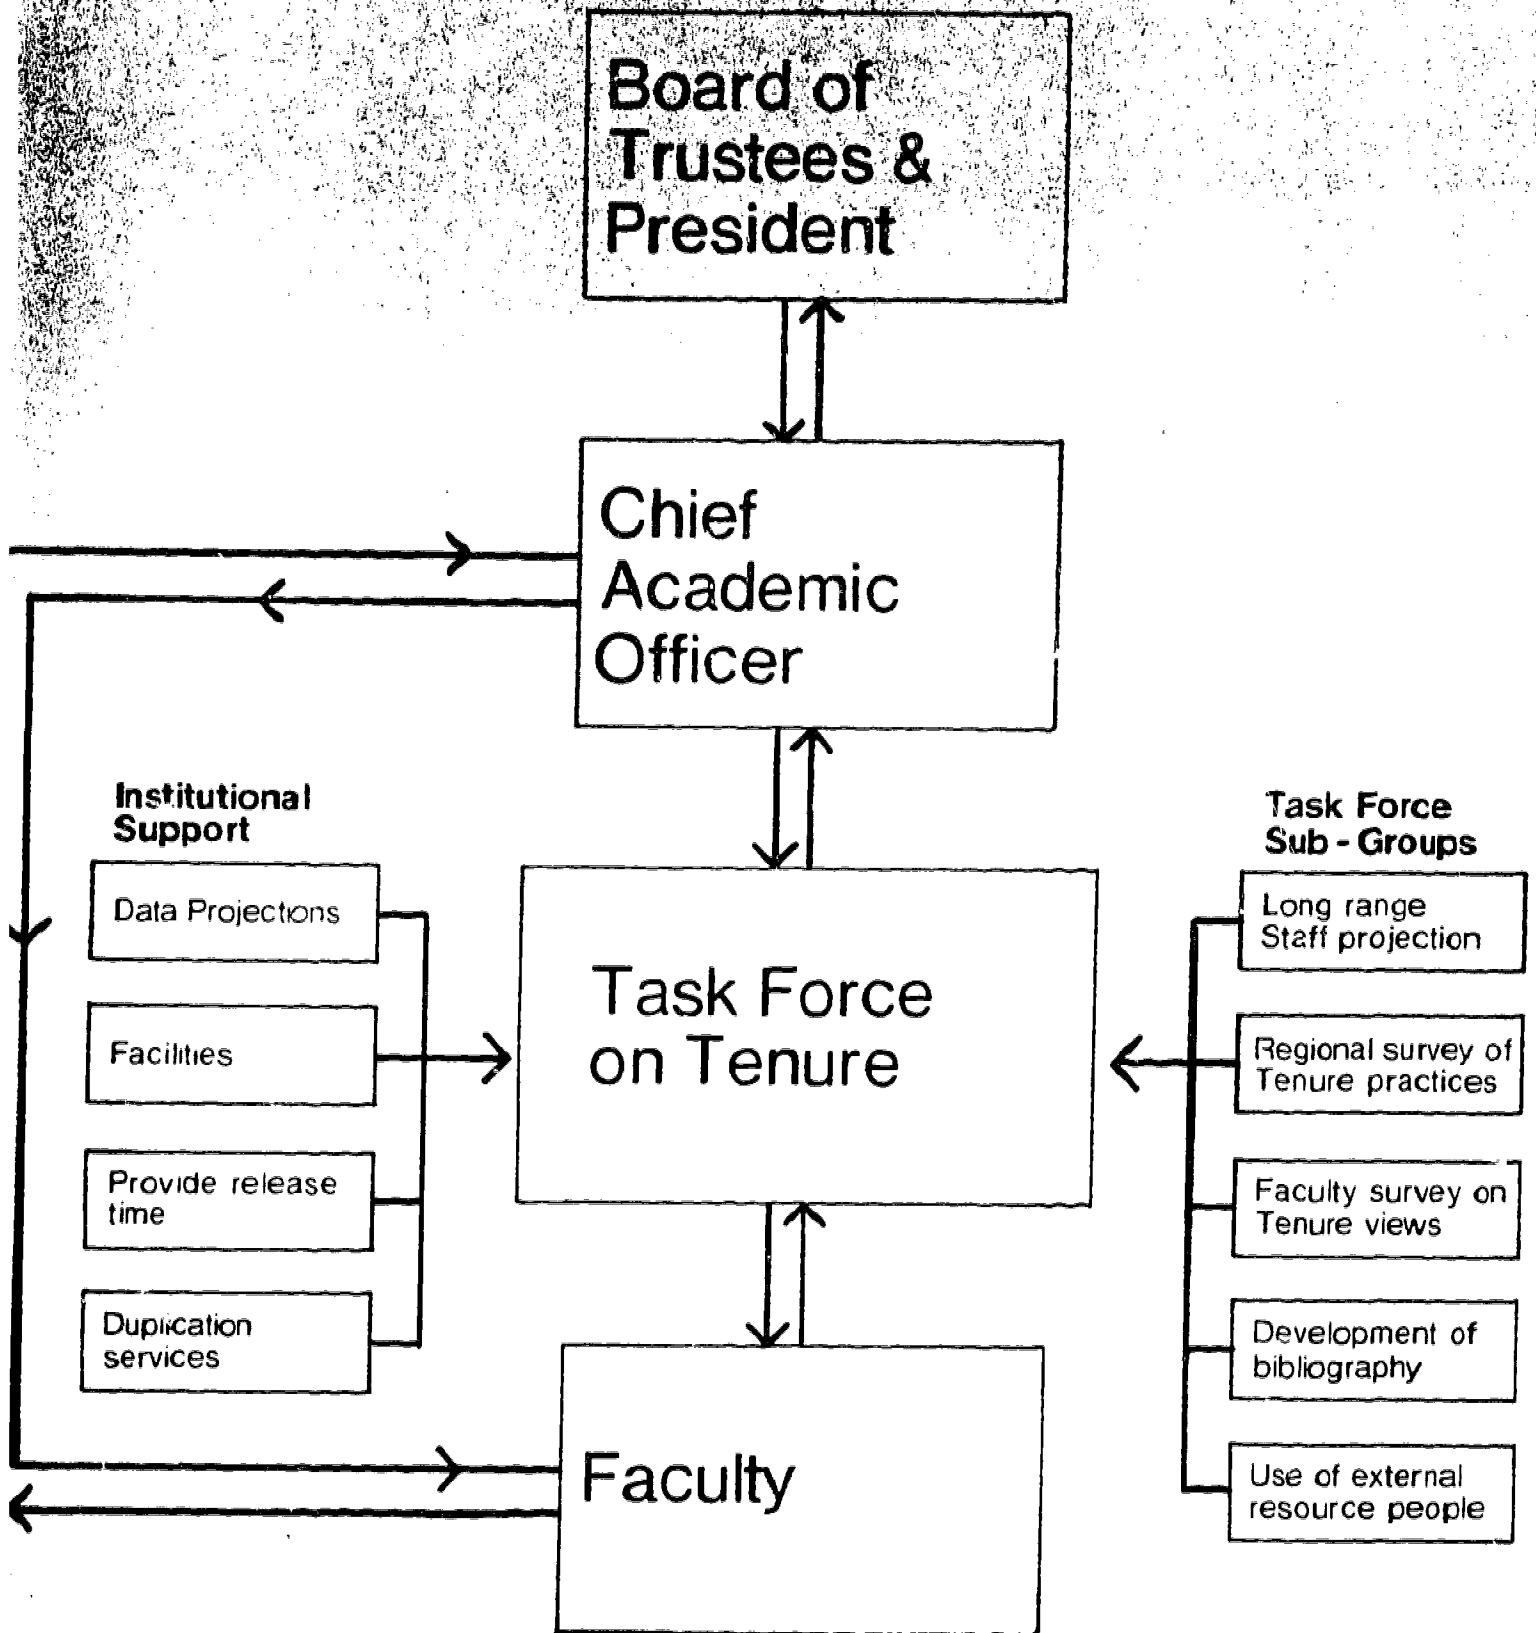 Board of
Trustees &
President
Chief
Academic
Officer
Institutional
Support
Data Projections
Facilities
Provide release
time
Duplication
services
Task Force
on Tenure
Task Force
Sub - Groups
Long range
Staff projection
Regional survey of
Tenure practices
Faculty survey on
Tenure views
Development of
bibliography
Use of external
resource people
Faculty